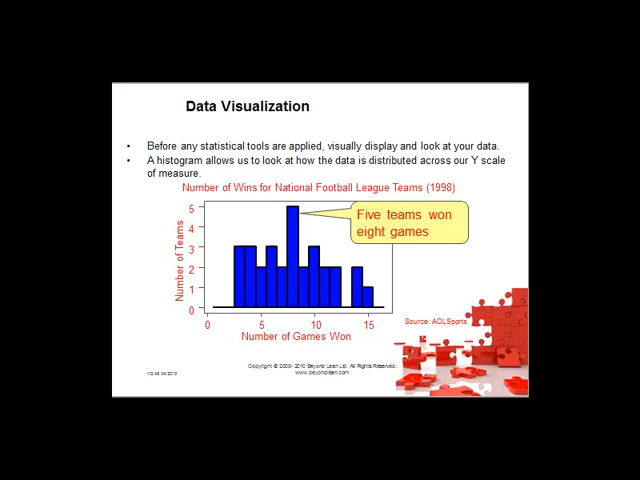 Data Visualization
• Before any statistical tools are applied, visually display and look at your data.
• A histogram allows us to look at how the data is distributed across our Y scale
of measure.
Number of Wins for National Football League Teams (1998)
Five teams won
eight games
Number of Teams
5
4
3
2
1
0
0 5 10 15
Number of Games Won
Source: AOLSports
Copyright © 2005- 2010 Beyond Lean Ltd. All Rights Reserved.
www.beyondlean.com